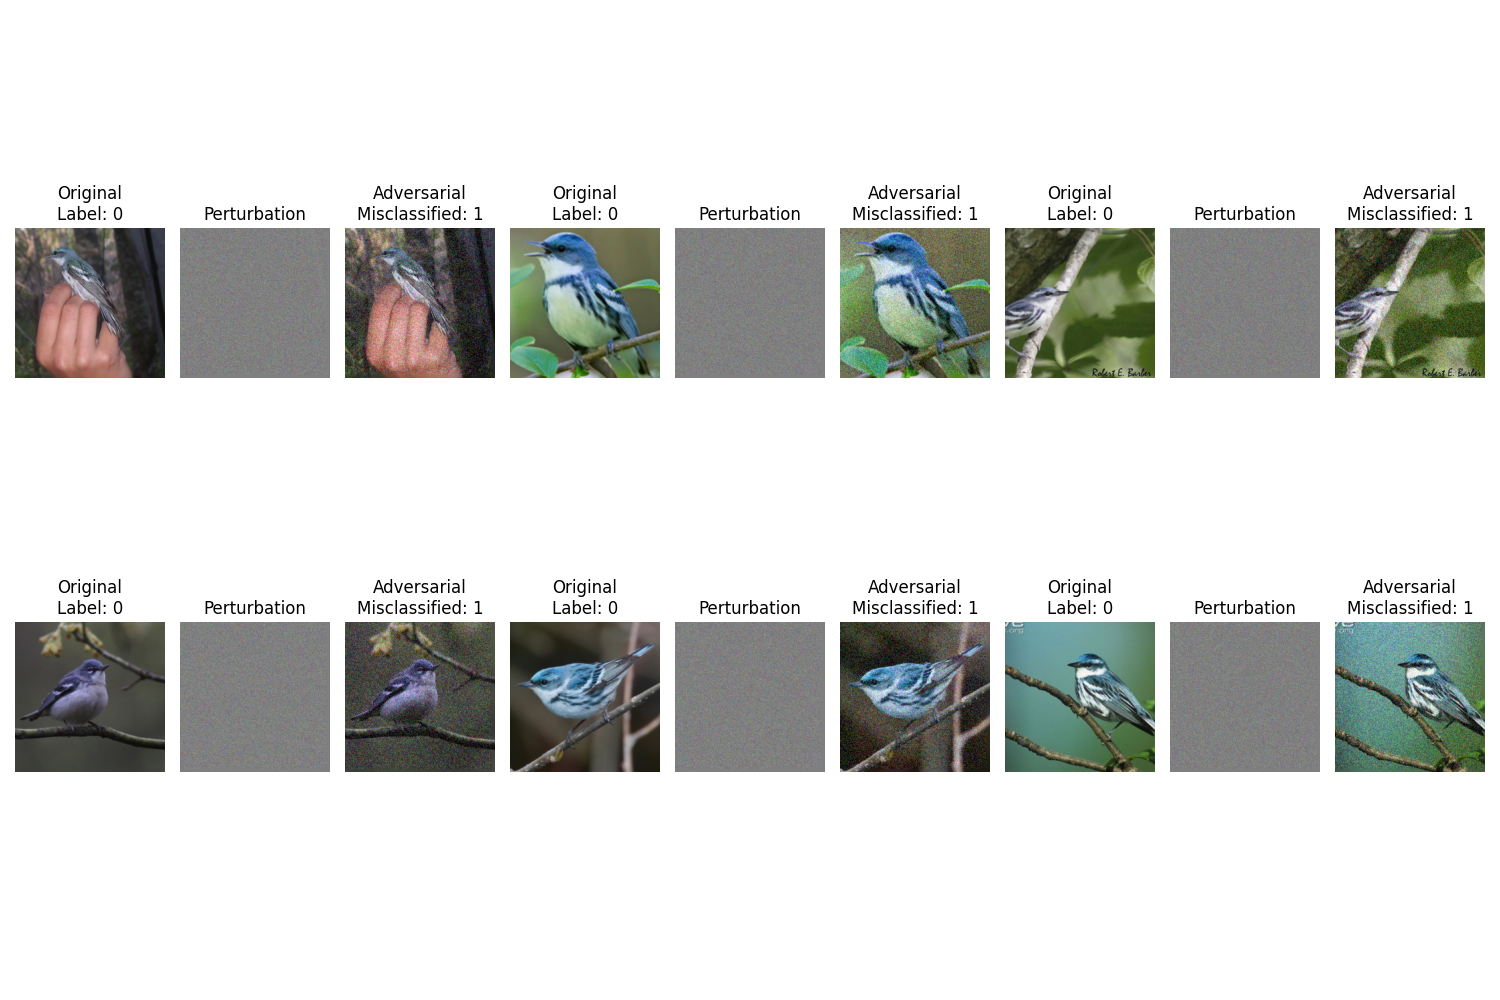 Original
Label: 0
Perturbation
Adversarial
Misclassified: 1
Original
Label: 0
Perturbation
Adversarial
Misclassified: 1
Original
Label: 0
Perturbation
Adversarial
Misclassified: 1
Robert E. Barber
Robert E. Barber
Original
Label: 0
Perturbation
Adversarial
Misclassified: 1
Original
Label: 0
Perturbation
Adversarial
Misclassified: 1
Original
Label: 0
Perturbation
Adversarial
Misclassified: 1
.org
.org